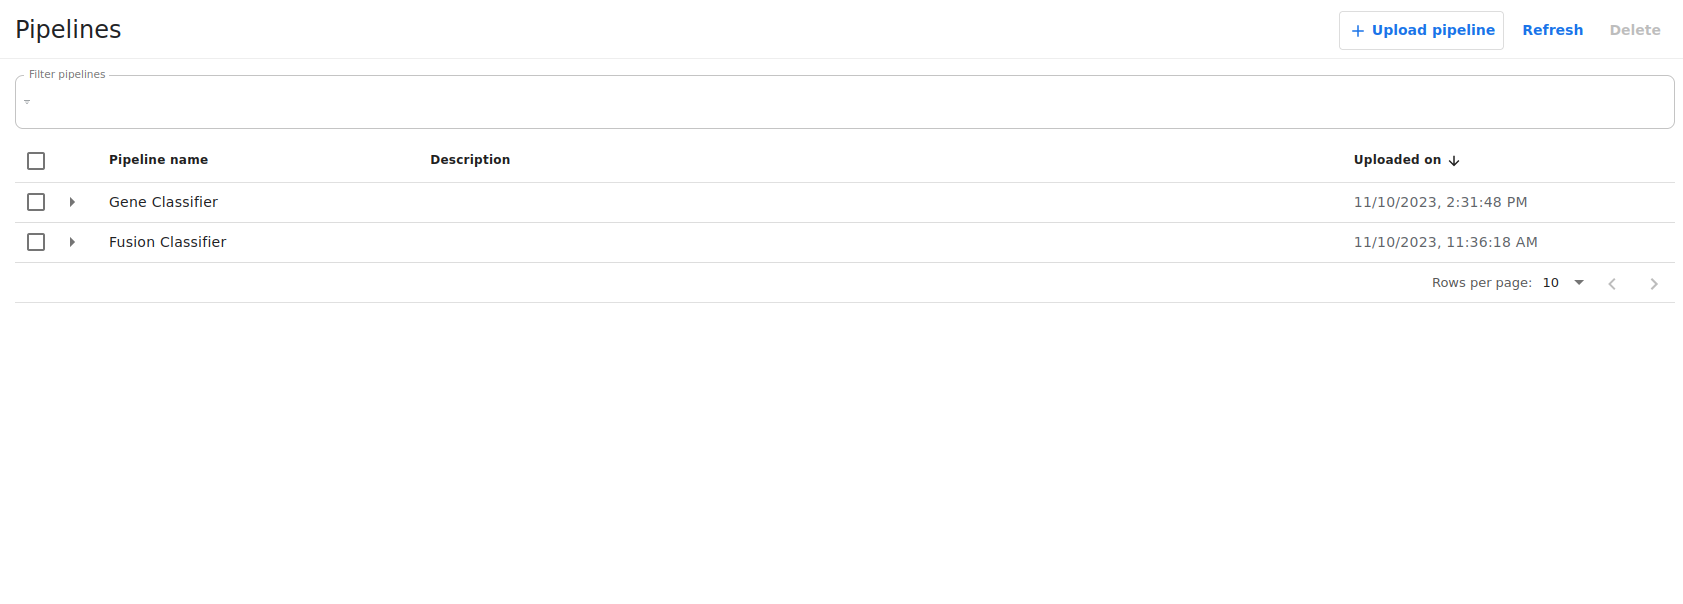 Pipelines
Upload pipeline Refresh Delete
Filter pipelines
Pipeline name Description Uploaded on
Gene Classifier 11/10/2023, 2:31:48 PM
Fusion Classifier 11/10/2023, 11:36:18 AM
Rows per page: 10